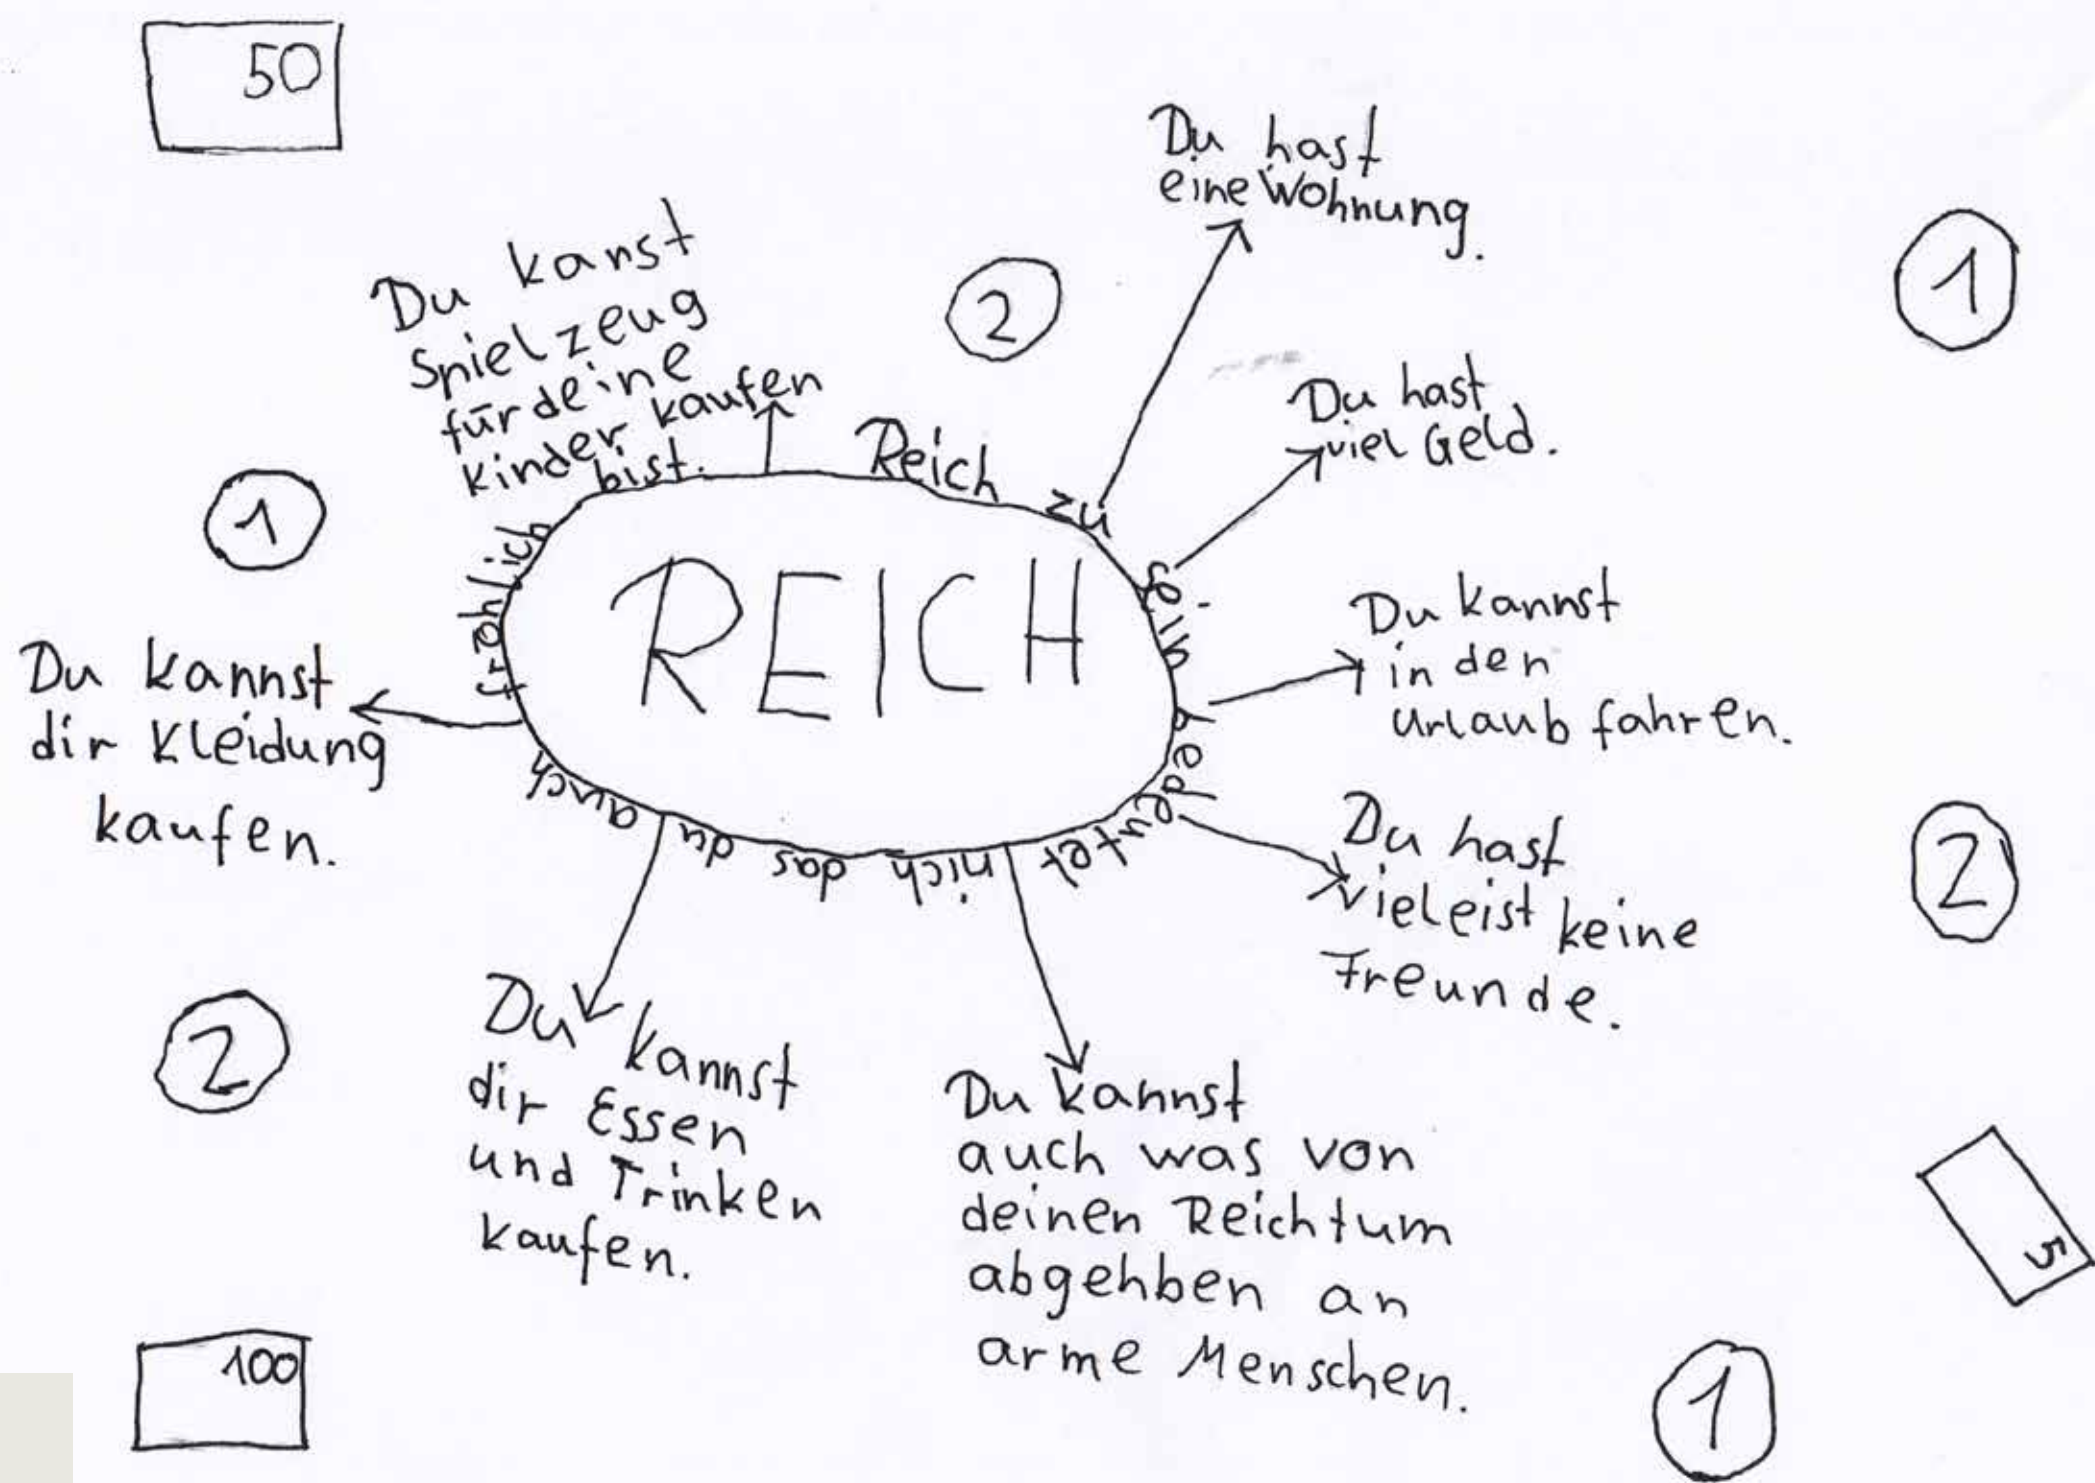 50
Du hast
eine Wohnung.
Du kanst
Spielzeug
für deine
Kinder kaufen
2
1
Du hast
viel Geld.
1
REICH
Reich zu sein bedeutet nich das du auch fröhlich bist.
Du kannst
in den
Urlaub fahren.
Du kannst
dir Kleidung
kaufen.
Du hast
vieleist keine
Freunde.
2
2
Du kannst
dir Essen
und Trinken
kaufen.
Du kannst
auch was von
deinen Reichtum
abgehben an
arme Menschen.
5
100
1